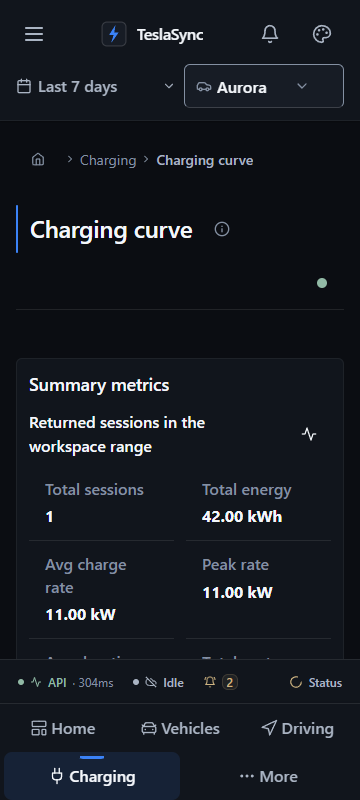 TeslaSync
Last 7 days
Aurora
Charging
Charging curve
Charging curve
Summary metrics
Returned sessions in the
workspace range
Total sessions
1
Total energy
42.00 kWh
Avg charge
rate
11.00 kW
Peak rate
11.00 kW
API · 304ms
Idle
2
Status
Home
Vehicles
Driving
Charging
More